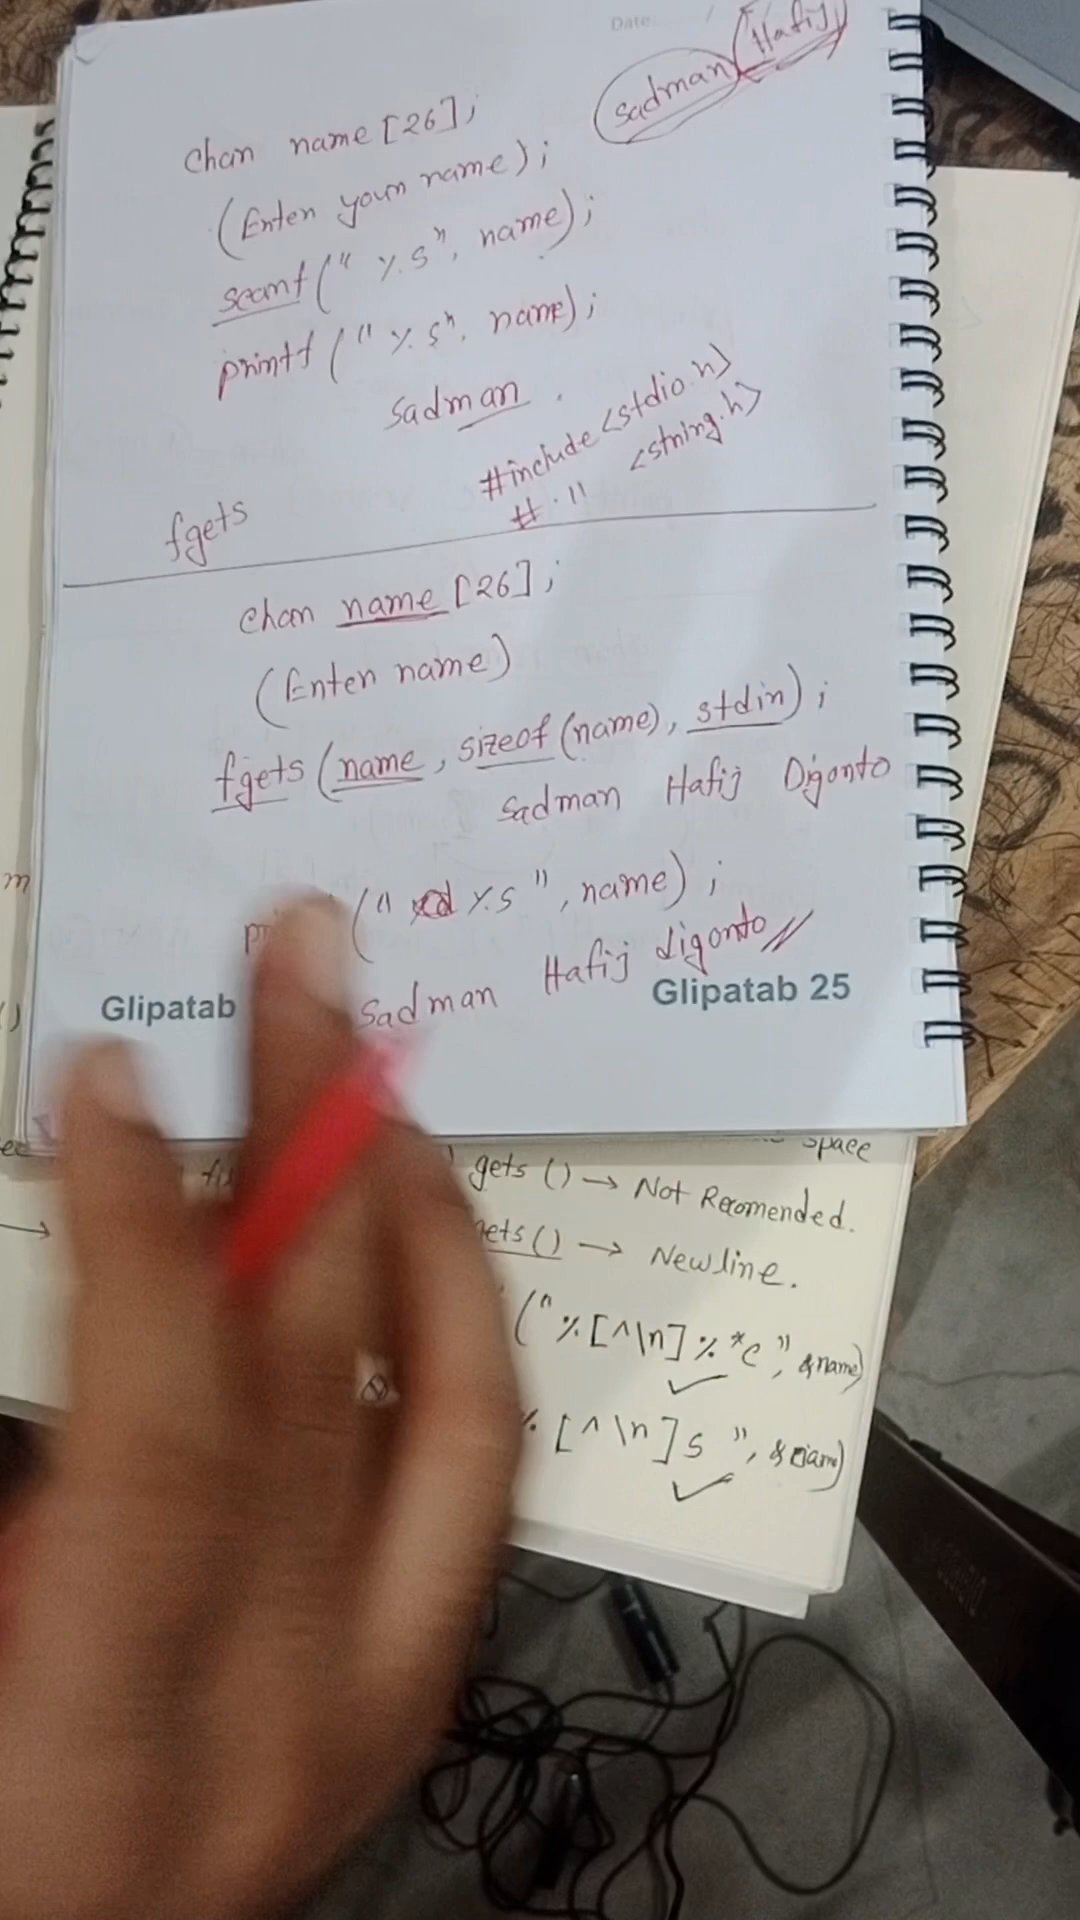 Date
Sadman Hafij
char name [26];
(Enter your name);
scanf (" %s", name);
printf (" %s", name);
Sadman.
#include <stdio.h>
# . 11 <string.h>
fgets
char name [26];
(Enter name)
fgets (name, sizeof (name), stdin);
Sadman Hafij Digonto
(" %s ", name);
Sadman Hafij digonto //
Glipatab Glipatab 25
m
()
space
gets () → Not Recomended.
gets() → Newline.
(" %[^\n] %*c ", &name)
%[^\n]s ", &name)